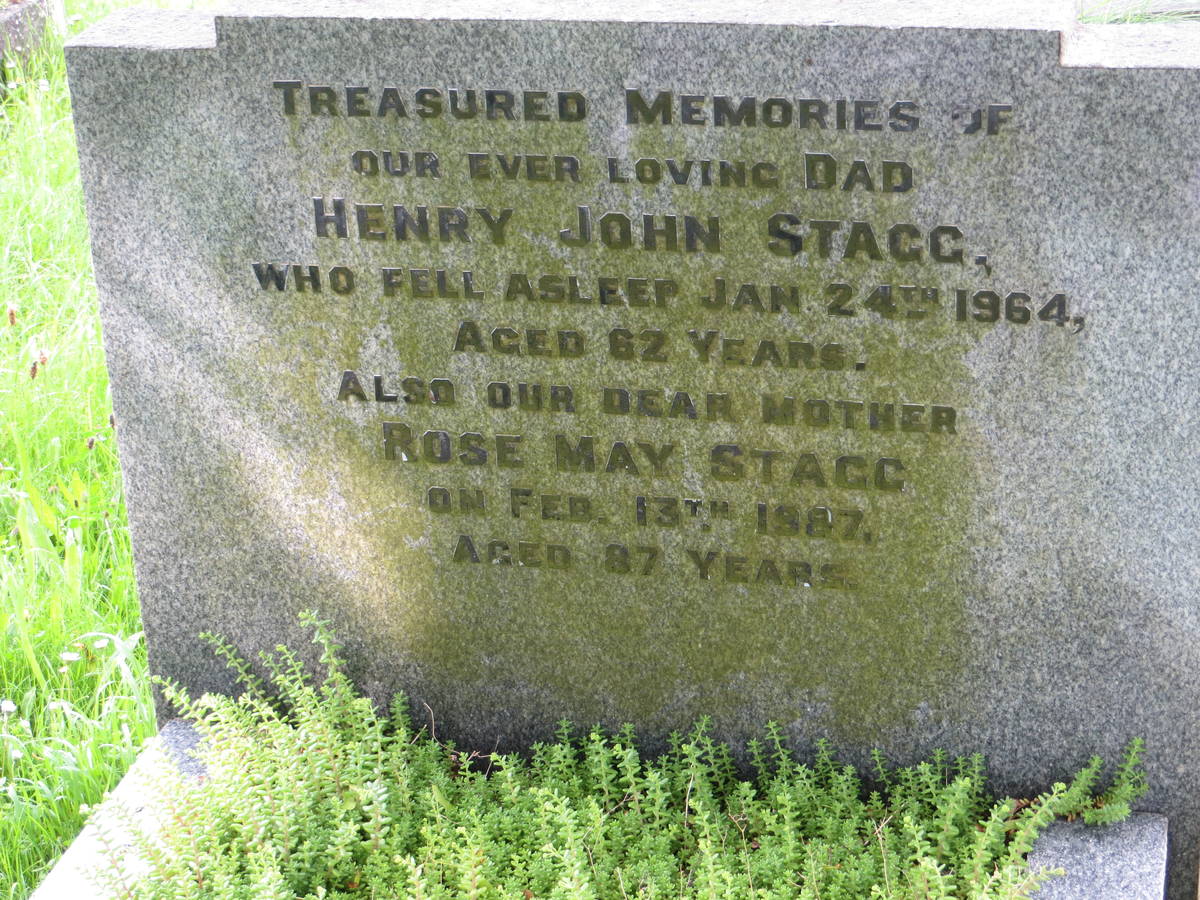 TREASURED MEMORIES OF
OUR EVER LOVING DAD
HENRY JOHN STAGG,
WHO FELL ASLEEP JAN 24TH 1964,
AGED 62 YEARS.
ALSO OUR DEAR MOTHER
ROSE MAY STAGG
ON FEB. 13TH 1987,
AGED 87 YEARS.